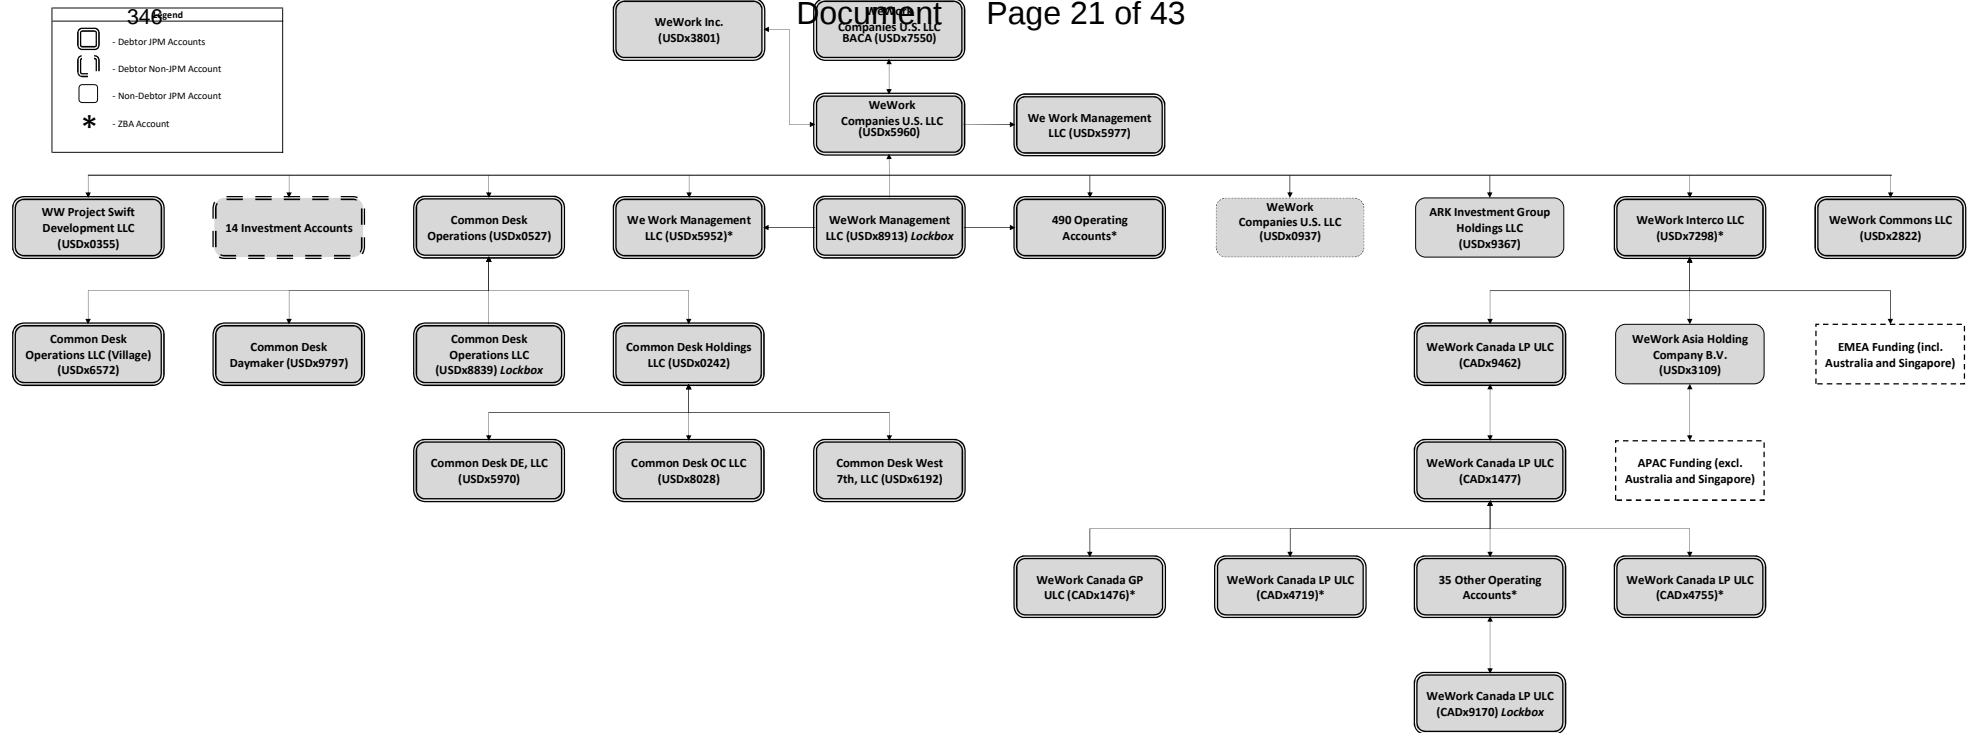 346
Document Page 21 of 43
Legend
- Debtor JPM Accounts
- Debtor Non-JPM Account
- Non-Debtor JPM Account
* - ZBA Account
WeWork Inc.
(USDx3801)
WeWork
Companies U.S. LLC
BACA (USDx7550)
WeWork
Companies U.S. LLC
(USDx5960)
We Work Management
LLC (USDx5977)
WW Project Swift
Development LLC
(USDx0355)
14 Investment Accounts
Common Desk
Operations (USDx0527)
We Work Management
LLC (USDx5952)*
WeWork Management
LLC (USDx8913) Lockbox
490 Operating
Accounts*
WeWork
Companies U.S. LLC
(USDx0937)
ARK Investment Group
Holdings LLC
(USDx9367)
WeWork Interco LLC
(USDx7298)*
WeWork Commons LLC
(USDx2822)
Common Desk
Operations LLC (Village)
(USDx6572)
Common Desk
Daymaker (USDx9797)
Common Desk
Operations LLC
(USDx8839) Lockbox
Common Desk Holdings
LLC (USDx0242)
WeWork Canada LP ULC
(CADx9462)
WeWork Asia Holding
Company B.V.
(USDx3109)
EMEA Funding (incl.
Australia and Singapore)
Common Desk DE, LLC
(USDx5970)
Common Desk OC LLC
(USDx8028)
Common Desk West
7th, LLC (USDx6192)
WeWork Canada LP ULC
(CADx1477)
APAC Funding (excl.
Australia and Singapore)
WeWork Canada GP
ULC (CADx1476)*
WeWork Canada LP ULC
(CADx4719)*
35 Other Operating
Accounts*
WeWork Canada LP ULC
(CADx4755)*
WeWork Canada LP ULC
(CADx9170) Lockbox